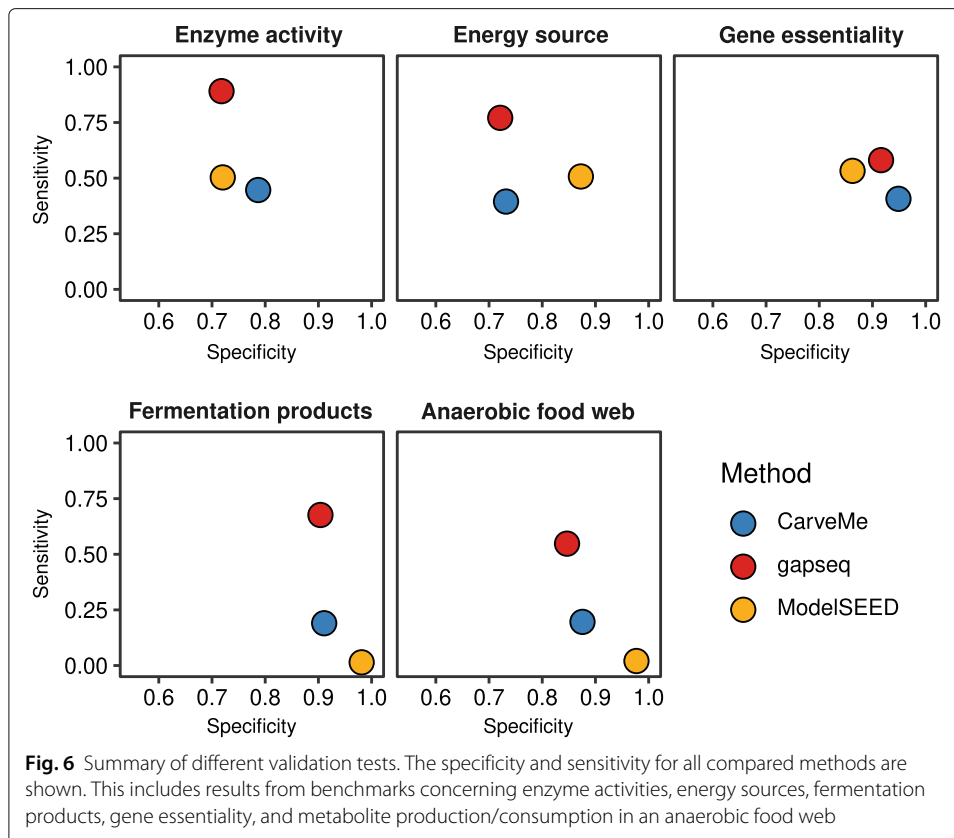 Enzyme activity
Energy source
Gene essentiality
1.00
0.75
0.50
0.25
0.00
Sensitivity
0.6 0.7 0.8 0.9 1.0
0.6 0.7 0.8 0.9 1.0
0.6 0.7 0.8 0.9 1.0
Specificity
Specificity
Specificity
Fermentation products
Anaerobic food web
1.00
0.75
0.50
0.25
0.00
Sensitivity
0.6 0.7 0.8 0.9 1.0
0.6 0.7 0.8 0.9 1.0
Specificity
Specificity
Method
CarveMe
gapseq
ModelSEED
Fig. 6 Summary of different validation tests. The specificity and sensitivity for all compared methods are
shown. This includes results from benchmarks concerning enzyme activities, energy sources, fermentation
products, gene essentiality, and metabolite production/consumption in an anaerobic food web